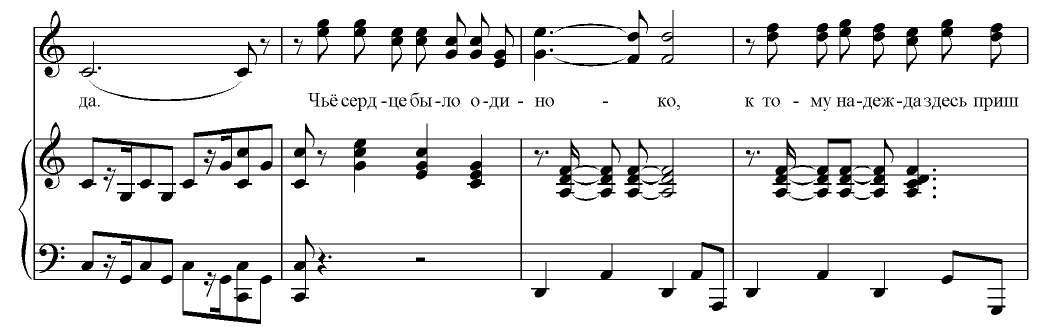 да. Чьё серд - це бы - ло о - ди - но - ко, к то - му на - деж - да здесь приш